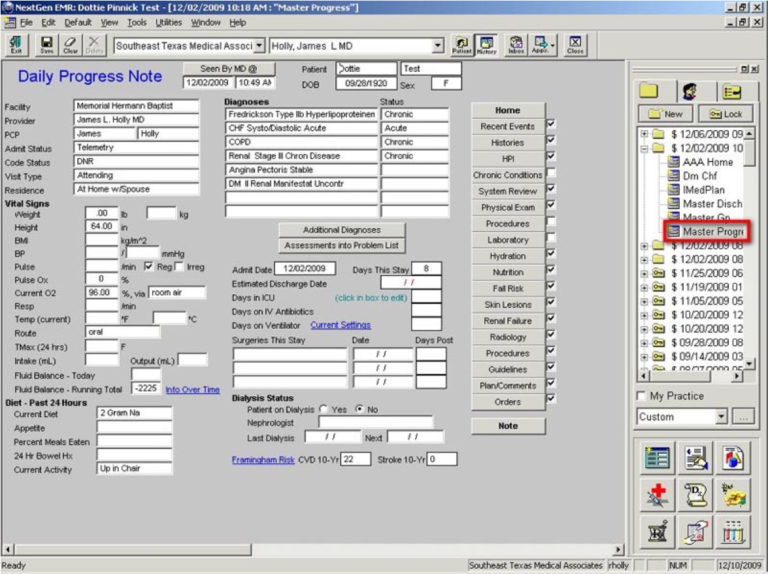 NextGen EMR: Dottie Pinnick Test - [12/02/2009 10:18 AM : "Master Progress"]
File Edit Default View Tools Utilities Window Help
Exit Save Clear Delete Southeast Texas Medical Associ Holly, James L MD Patient History Inbox Appts. Close
Daily Progress Note
Seen By MD @
12/02/2009 10:49 AM
Patient Dottie Test
DOB 09/28/1920 Sex F
Facility Memorial Hermann Baptist
Provider James L. Holly MD
PCP James Holly
Admit Status Telemetry
Code Status DNR
Visit Type Attending
Residence At Home w/Spouse
Vital Signs
Weight .00 lb kg
Height 64.00 in
BMI kg/m^2
BP / mmHg
Pulse /min Reg Irreg
Pulse Ox 0 %
Current O2 96.00 %, via room air
Resp /min
Temp (current) °F °C
Route oral
TMax (24 hrs) F
Intake (mL) Output (mL)
Fluid Balance - Today
Fluid Balance - Running Total -2225 Info Over Time
Diet - Past 24 Hours
Current Diet 2 Gram Na
Appetite
Percent Meals Eaten
24 Hr Bowel Hx
Current Activity Up in Chair
Diagnoses Status
Fredrickson Type IIb Hyperlipoproteinen Chronic
CHF Systo/Diastolic Acute Acute
COPD Chronic
Renal Stage III Chron Disease Chronic
Angina Pectoris Stable
DM II Renal Manifestat Uncontr
Additional Diagnoses
Assessments into Problem List
Admit Date 12/02/2009 Days This Stay 8
Estimated Discharge Date / /
Days in ICU (click in box to edit)
Days on IV Antibiotics
Days on Ventilator Current Settings
Surgeries This Stay Date Days Post
/ /
/ /
/ /
Dialysis Status
Patient on Dialysis Yes No
Nephrologist
Last Dialysis / / Next / /
Framingham Risk CVD 10-Yr 22 Stroke 10-Yr 0
Home
Recent Events
Histories
HPI
Chronic Conditions
System Review
Physical Exam
Procedures
Laboratory
Hydration
Nutrition
Fall Risk
Skin Lesions
Renal Failure
Radiology
Procedures
Guidelines
Plan/Comments
Orders
Note
New Lock
$ 12/06/2009 09
$ 12/02/2009 10
AAA Home
Dm Chf
IMedPlan
Master Disch
Master Gp
Master Progre
$ 12/02/2009 08
$ 12/02/2009 08
$ 11/25/2009 06
$ 11/19/2009 01
$ 11/05/2009 05
$ 10/20/2009 12
$ 10/20/2009 12
$ 09/28/2009 08
$ 09/14/2009 03
My Practice
Custom ...
Ready Southeast Texas Medical Associates rholly NUM 12/10/2009